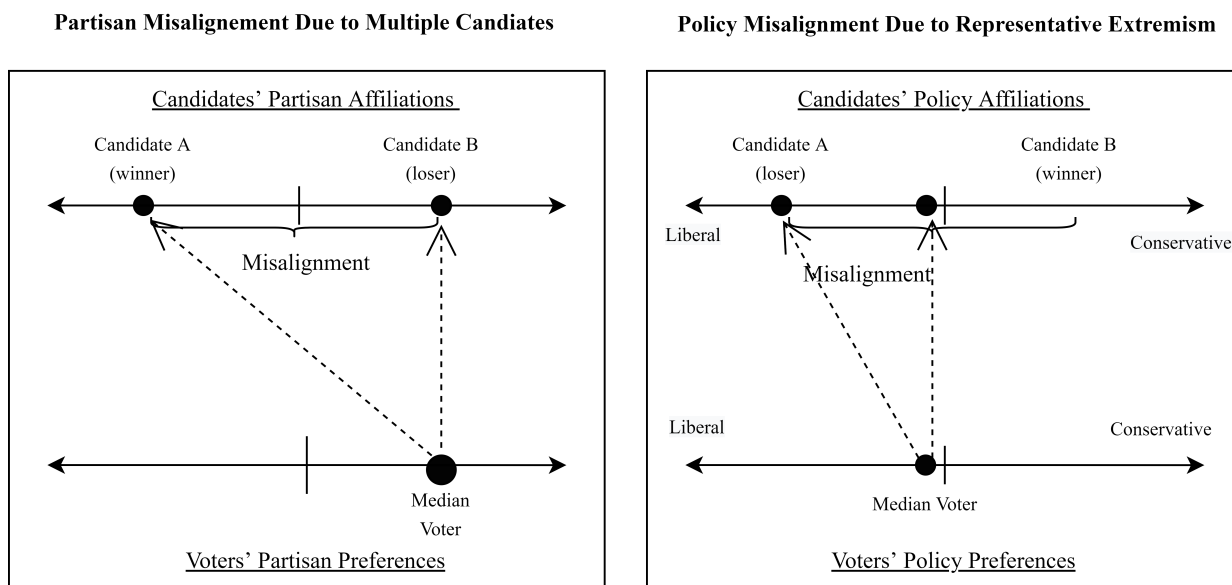 Partisan Misalignement Due to Multiple Candiates
Candidates' Partisan Affiliations
Candidate A
(winner)
Candidate B
(loser)
Misalignment
Median
Voter
Voters' Partisan Preferences
Policy Misalignment Due to Representative Extremism
Candidates' Policy Affiliations
Candidate A
(loser)
Candidate B
(winner)
Liberal
Conservative
Misalignment
Liberal
Conservative
Median Voter
Voters' Policy Preferences